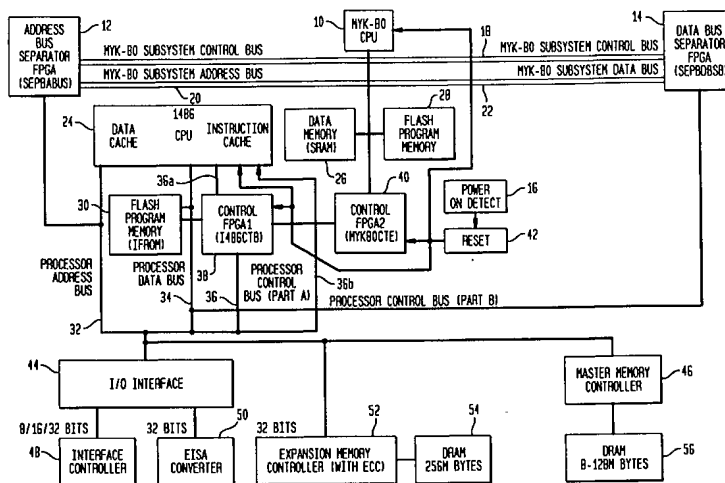 12
ADDRESS
BUS
SEPARATOR
FPGA
(SEPBABUS)
10
MYK-80
CPU
14
DATA BUS
SEPARATOR
FPGA
(SEPBDBSB)
MYK-80 SUBSYSTEM CONTROL BUS
18
MYK-80 SUBSYSTEM CONTROL BUS
MYK-80 SUBSYSTEM ADDRESS BUS
MYK-80 SUBSYSTEM DATA BUS
20
22
24
DATA
CACHE
I486
CPU
INSTRUCTION
CACHE
DATA
MEMORY
(SRAM)
26
28
FLASH
PROGRAM
MEMORY
36a
30
FLASH
PROGRAM
MEMORY
(IFROM)
CONTROL
FPGA1
(I486CTB)
38
40
CONTROL
FPGA2
(MYK80CTE)
POWER
ON DETECT
16
RESET
42
PROCESSOR
ADDRESS
BUS
32
PROCESSOR
DATA BUS
34
36
PROCESSOR
CONTROL
BUS (PART A)
36b
PROCESSOR CONTROL BUS (PART B)
44
I/O INTERFACE
MASTER MEMORY
CONTROLLER
46
8/16/32 BITS
32 BITS
50
32 BITS
52
54
48
INTERFACE
CONTROLLER
EISA
CONVERTER
EXPANSION MEMORY
CONTROLLER (WITH ECC)
DRAM
256M BYTES
DRAM
8-128M BYTES
56